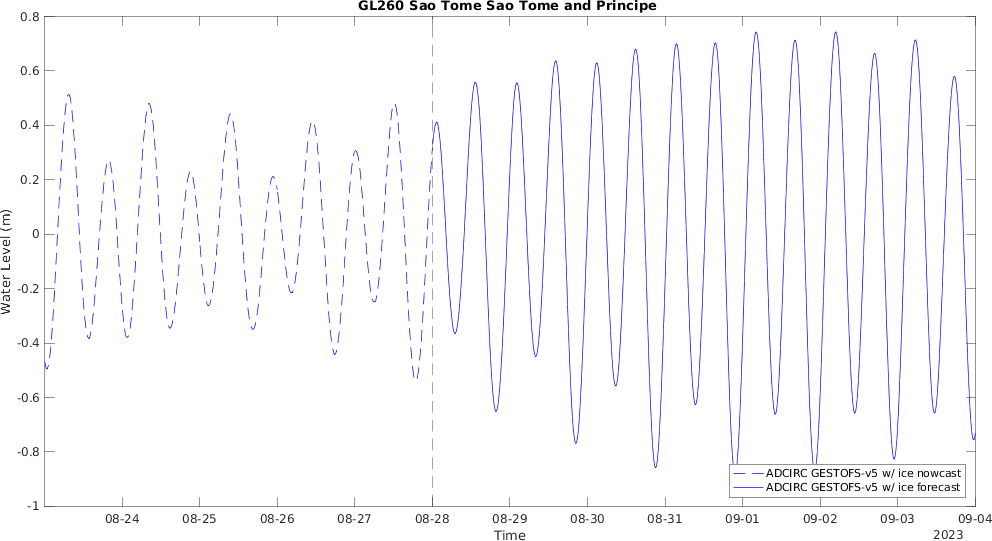 GL260 Sao Tome Sao Tome and Principe
Water Level (m)
0.8
0.6
0.4
0.2
0
-0.2
-0.4
-0.6
-0.8
-1
ADCIRC GESTOFS-v5 w/ ice nowcast
ADCIRC GESTOFS-v5 w/ ice forecast
08-24 08-25 08-26 08-27 08-28 08-29 08-30 08-31 09-01 09-02 09-03 09-04
Time
2023